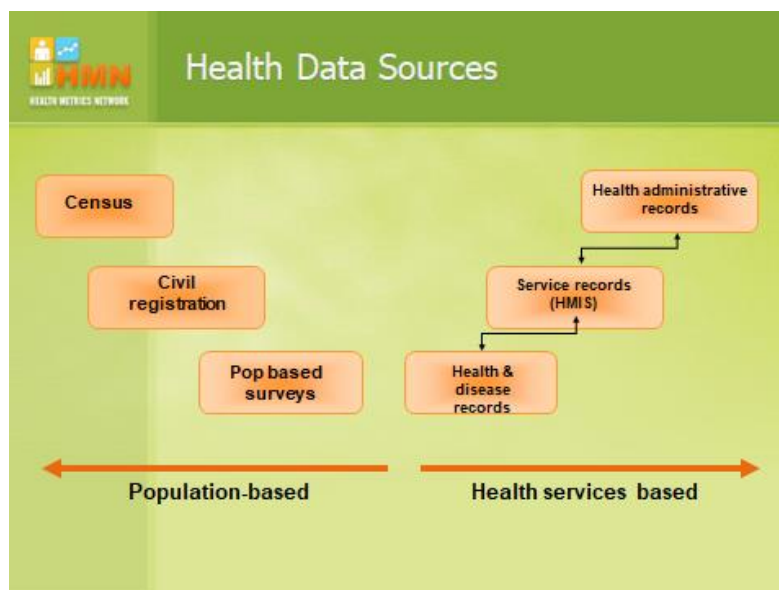 HMN
HEALTH METRICS NETWORK
Health Data Sources
Census
Civil
registration
Pop based
surveys
Health administrative
records
Service records
(HMIS)
Health &
disease
records
Population-based
Health services based